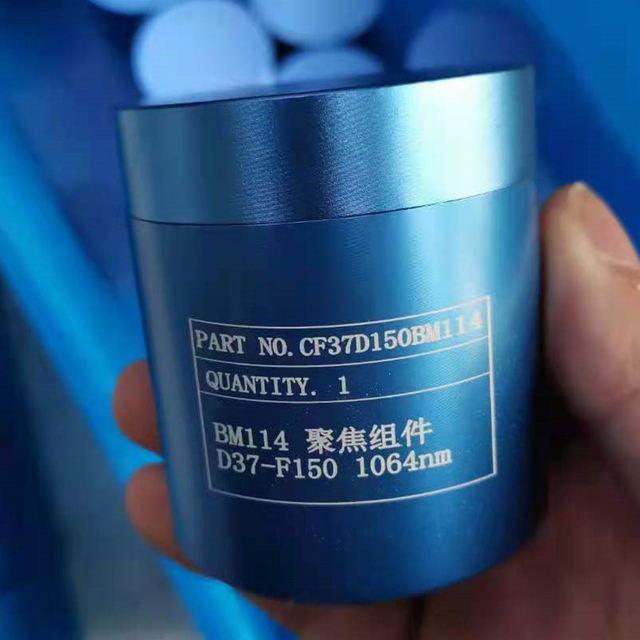 PART NO. CF37D150BM114
QUANTITY. 1
BM114 聚焦组件
D37-F150 1064nm